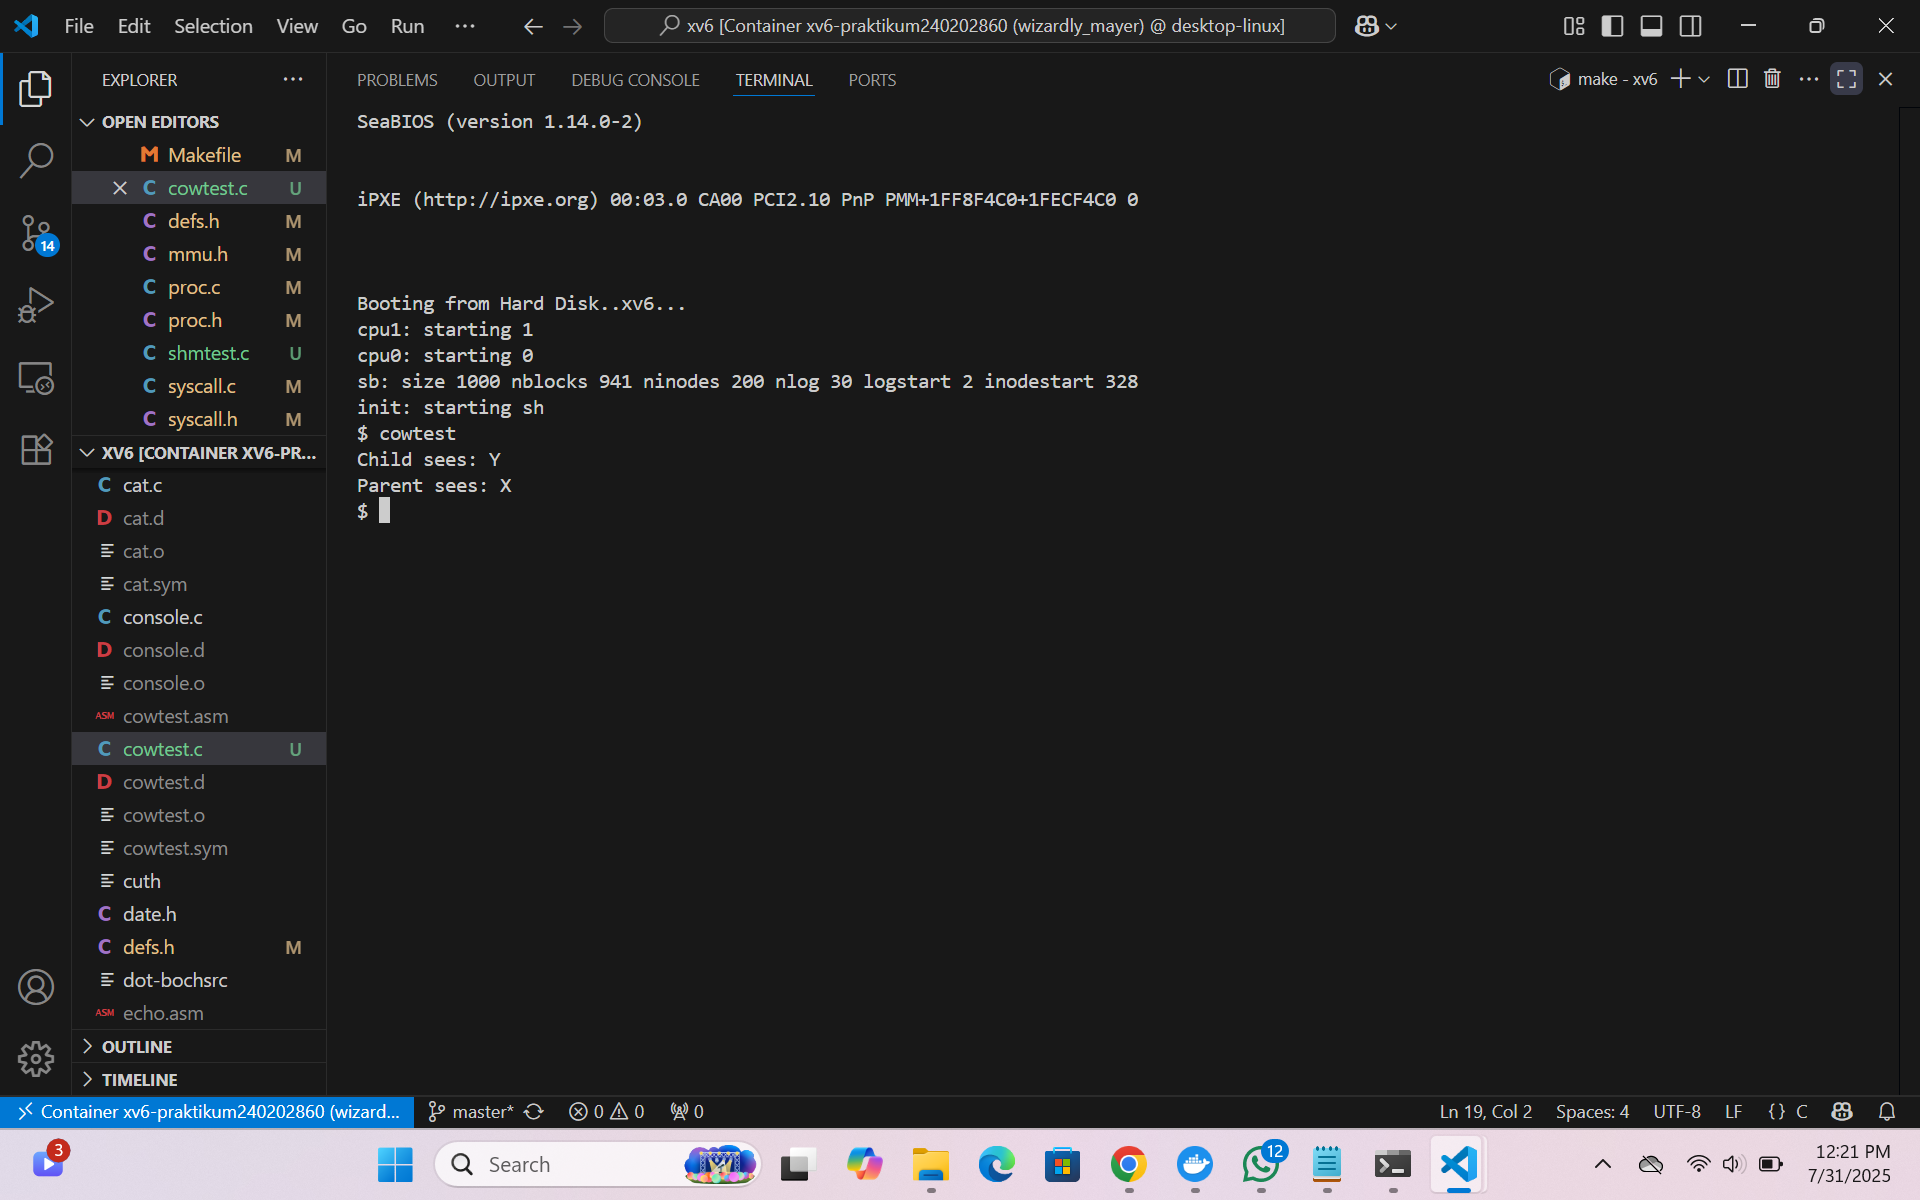 File Edit Selection View Go Run ···
xv6 [Container xv6-praktikum240202860 (wizardly_mayer) @ desktop-linux]
EXPLORER
OPEN EDITORS
Makefile M
cowtest.c U
defs.h M
mmu.h M
proc.c M
proc.h M
shmtest.c U
syscall.c M
syscall.h M
14
XV6 [CONTAINER XV6-PR...
cat.c
cat.d
cat.o
cat.sym
console.c
console.d
console.o
cowtest.asm
cowtest.c U
cowtest.d
cowtest.o
cowtest.sym
cuth
date.h
defs.h M
dot-bochsrc
echo.asm
OUTLINE
TIMELINE
PROBLEMS OUTPUT DEBUG CONSOLE TERMINAL PORTS
make - xv6
SeaBIOS (version 1.14.0-2)
iPXE (http://ipxe.org) 00:03.0 CA00 PCI2.10 PnP PMM+1FF8F4C0+1FECF4C0 0
Booting from Hard Disk..xv6...
cpu1: starting 1
cpu0: starting 0
sb: size 1000 nblocks 941 ninodes 200 nlog 30 logstart 2 inodestart 328
init: starting sh
$ cowtest
Child sees: Y
Parent sees: X
$
Container xv6-praktikum240202860 (wizard... master* 0 0 0 Ln 19, Col 2 Spaces: 4 UTF-8 LF {} C
3
Search
12
12:21 PM
7/31/2025